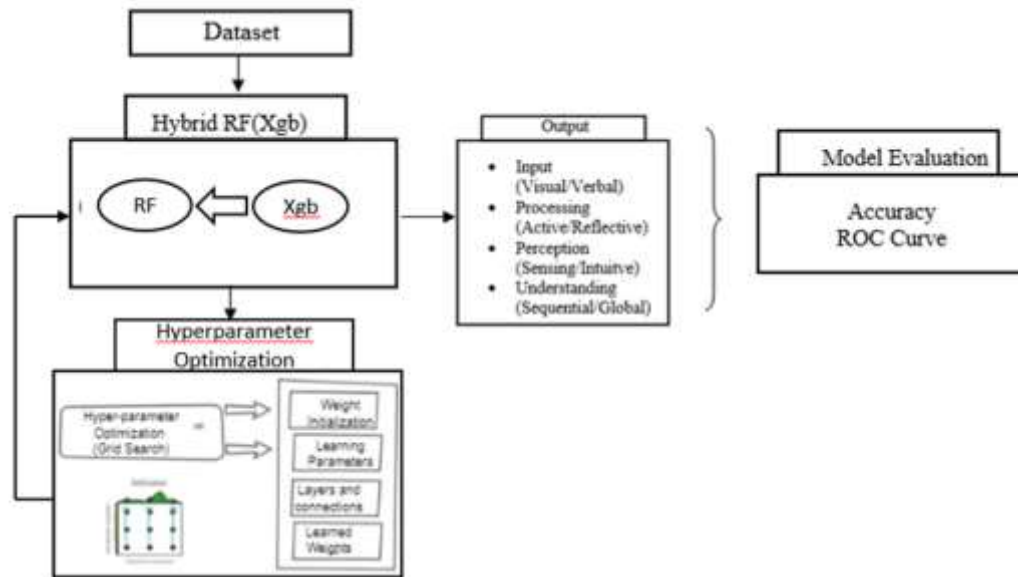 Dataset
Hybrid RF(Xgb)
RF
Xgb
Output
• Input
(Visual/Verbal)
• Processing
(Active/Reflective)
• Perception
(Sensing/Intuitve)
• Understanding
(Sequential/Global)
Model Evaluation
Accuracy
ROC Curve
Hyperparameter
Optimization
Hyper-parameter
Optimization
(Grid Search)
Weight
Initialization
Learning
Parameters
Layers and
connections
Learned
Weights